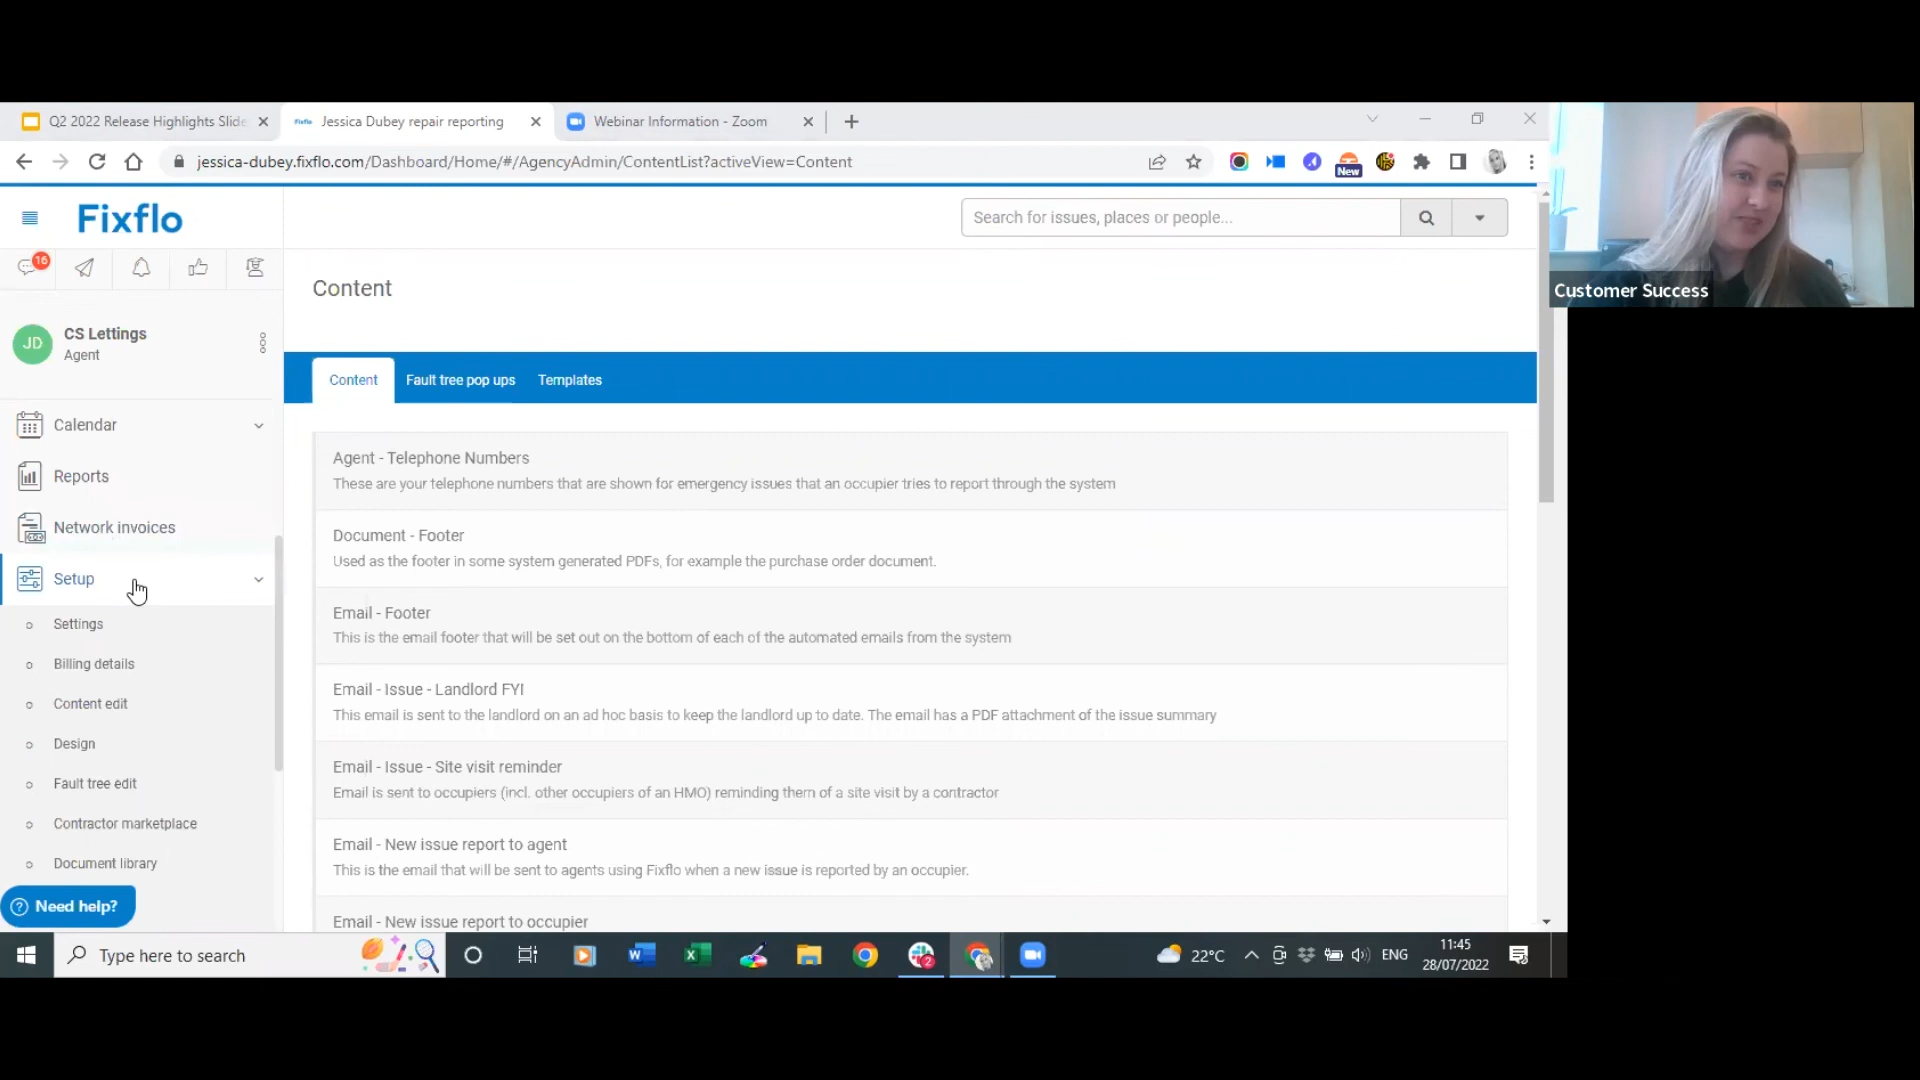 Q2 2022 Release Highlights Slide
Fixflo
Jessica Dubey repair reporting
Webinar Information - Zoom
jessica-dubey.fixflo.com/Dashboard/Home/#/AgencyAdmin/ContentList?activeView=Content
New
Fixflo
Search for issues, places or people...
16
Content
JD
CS Lettings
Agent
Customer Success
Content
Fault tree pop ups
Templates
Calendar
Reports
Network invoices
Setup
Settings
Billing details
Content edit
Design
Fault tree edit
Contractor marketplace
Document library
Need help?
Agent - Telephone Numbers
These are your telephone numbers that are shown for emergency issues that an occupier tries to report through the system
Document - Footer
Used as the footer in some system generated PDFs, for example the purchase order document.
Email - Footer
This is the email footer that will be set out on the bottom of each of the automated emails from the system
Email - Issue - Landlord FYI
This email is sent to the landlord on an ad hoc basis to keep the landlord up to date. The email has a PDF attachment of the issue summary
Email - Issue - Site visit reminder
Email is sent to occupiers (incl. other occupiers of an HMO) reminding them of a site visit by a contractor
Email - New issue report to agent
This is the email that will be sent to agents using Fixflo when a new issue is reported by an occupier.
Email - New issue report to occupier
Type here to search
2
22°C
ENG
11:45
28/07/2022